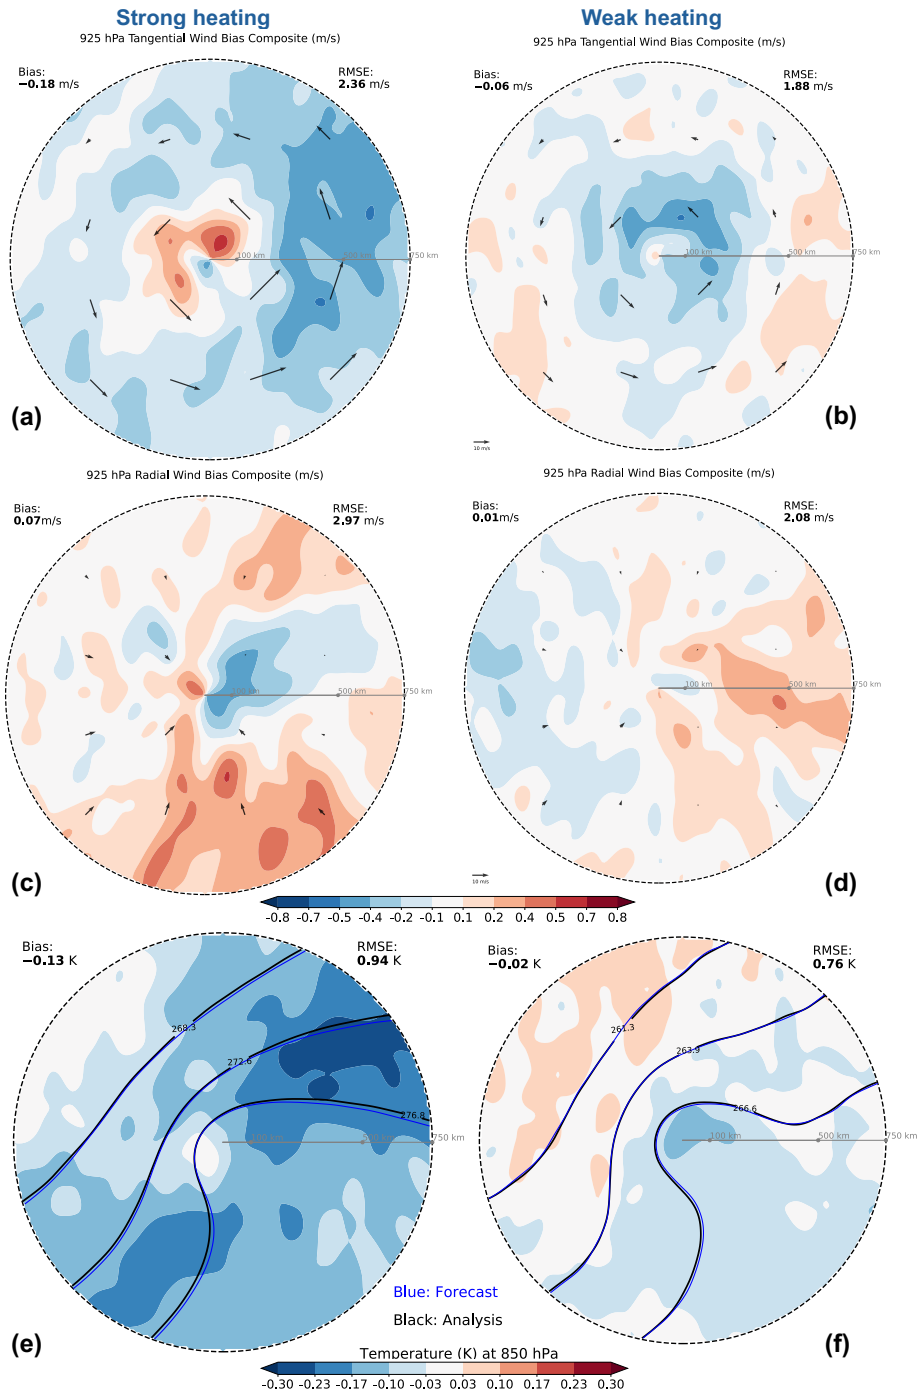 Strong heating
Weak heating
925 hPa Tangential Wind Bias Composite (m/s)
925 hPa Tangential Wind Bias Composite (m/s)
Bias:
−0.18 m/s
RMSE:
2.36 m/s
Bias:
−0.06 m/s
RMSE:
1.88 m/s
100 km
500 km
750 km
100 km
500 km
750 km
(a)
(b)
10 m/s
925 hPa Radial Wind Bias Composite (m/s)
925 hPa Radial Wind Bias Composite (m/s)
Bias:
0.07m/s
RMSE:
2.97 m/s
Bias:
0.01m/s
RMSE:
2.08 m/s
100 km
500 km
750 km
100 km
500 km
750 km
(c)
(d)
10 m/s
-0.8 -0.7 -0.5 -0.4 -0.2 -0.1 0.1 0.2 0.4 0.5 0.7 0.8
Bias:
−0.13 K
RMSE:
0.94 K
Bias:
−0.02 K
RMSE:
0.76 K
268.3
272.6
276.8
261.3
263.9
266.6
100 km
500 km
750 km
100 km
500 km
750 km
Blue: Forecast
Black: Analysis
(e)
(f)
Temperature (K) at 850 hPa
-0.30 -0.23 -0.17 -0.10 -0.03 0.03 0.10 0.17 0.23 0.30